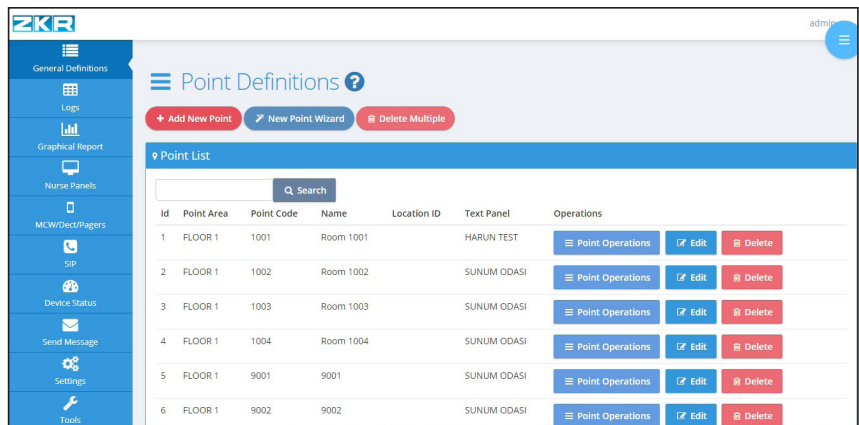 ZKR
admin
General Definitions
Logs
Graphical Report
Nurse Panels
MCW/Dect/Pagers
SIP
Device Status
Send Message
Settings
Tools
Point Definitions ?
+ Add New Point New Point Wizard Delete Multiple
Point List
Search
Id Point Area Point Code Name Location ID Text Panel Operations
1 FLOOR 1 1001 Room 1001 HARUN TEST Point Operations Edit Delete
2 FLOOR 1 1002 Room 1002 SUNUM ODASI Point Operations Edit Delete
3 FLOOR 1 1003 Room 1003 SUNUM ODASI Point Operations Edit Delete
4 FLOOR 1 1004 Room 1004 SUNUM ODASI Point Operations Edit Delete
5 FLOOR 1 9001 9001 SUNUM ODASI Point Operations Edit Delete
6 FLOOR 1 9002 9002 SUNUM ODASI Point Operations Edit Delete